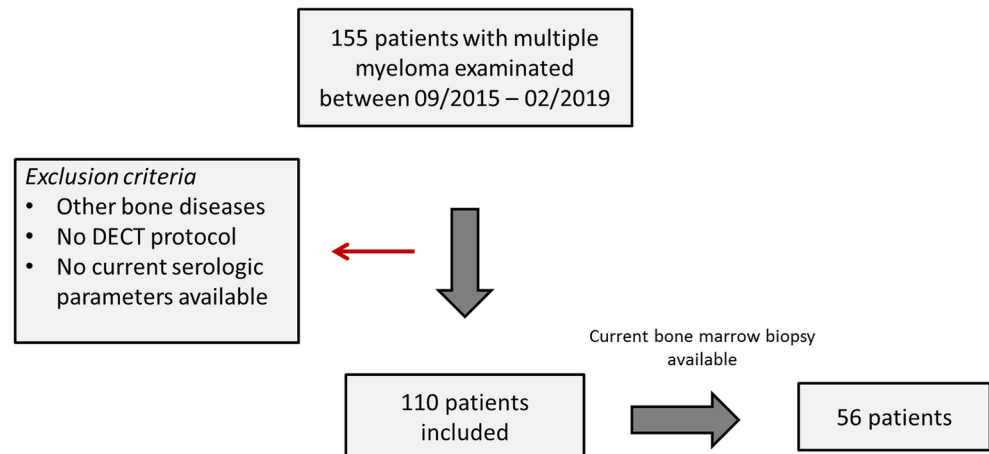 155 patients with multiple
myeloma examinated
between 09/2015 – 02/2019
Exclusion criteria
• Other bone diseases
• No DECT protocol
• No current serologic
parameters available
Current bone marrow biopsy
available
110 patients
included
56 patients